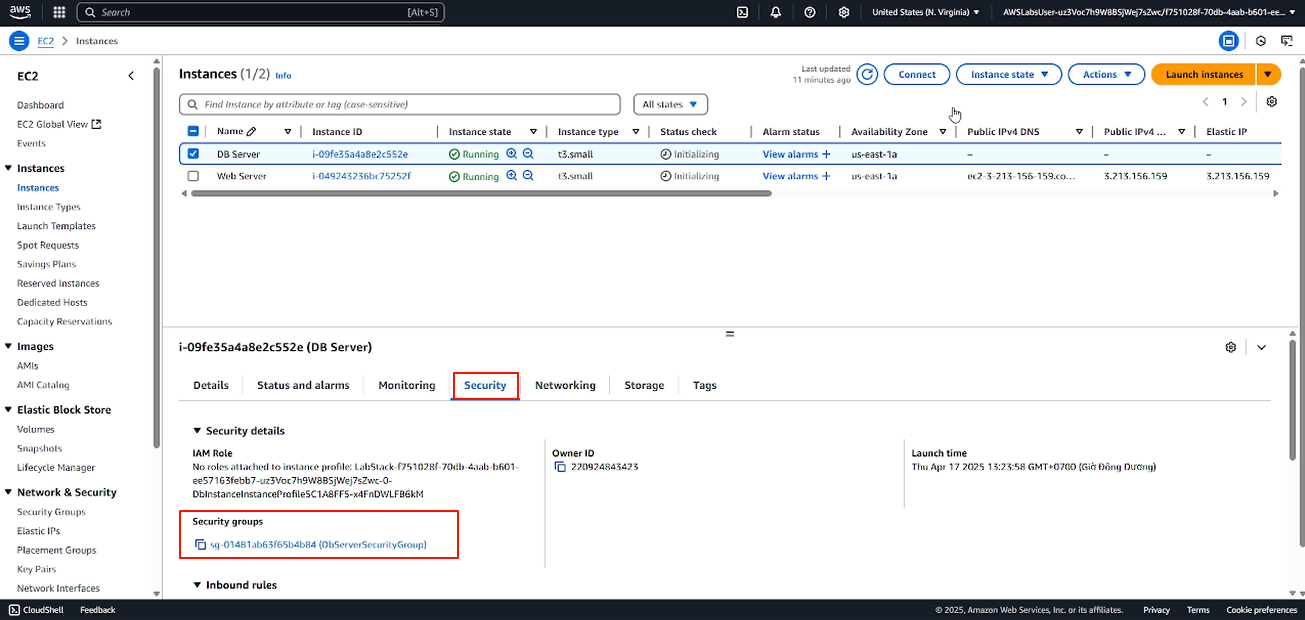 aws
Search [Alt+S]
United States (N. Virginia)
AWSLabsUser-uz3Voc7h9W8BSjWej7sZwc/f751028f-70db-4aab-b601-ee...
EC2 > Instances
EC2
Dashboard
EC2 Global View
Events
Instances
Instances
Instance Types
Launch Templates
Spot Requests
Savings Plans
Reserved Instances
Dedicated Hosts
Capacity Reservations
Images
AMIs
AMI Catalog
Elastic Block Store
Volumes
Snapshots
Lifecycle Manager
Network & Security
Security Groups
Elastic IPs
Placement Groups
Key Pairs
Network Interfaces
Instances (1/2) Info
Last updated
11 minutes ago
Connect
Instance state
Actions
Launch instances
Find Instance by attribute or tag (case-sensitive)
All states
1
Name Instance ID Instance state Instance type Status check Alarm status Availability Zone Public IPv4 DNS Public IPv4 ... Elastic IP
DB Server i-09fe35a4a8e2c552e Running t3.small Initializing View alarms + us-east-1a – – –
Web Server i-049243236bc75252f Running t3.small Initializing View alarms + us-east-1a ec2-3-213-156-159.co... 3.213.156.159 3.213.156.159
i-09fe35a4a8e2c552e (DB Server)
Details
Status and alarms
Monitoring
Security
Networking
Storage
Tags
Security details
IAM Role
No roles attached to instance profile: LabStack-f751028f-70db-4aab-b601-
ee57163febb7-uz3Voc7h9W8BSjWej7sZwc-0-
DbInstanceInstanceProfile5C1A8FF5-x4FnDWLFB6kM
Owner ID
220924843423
Launch time
Thu Apr 17 2025 13:23:58 GMT+0700 (Giờ Đông Dương)
Security groups
sg-01481ab63f65b4b84 (DbServerSecurityGroup)
Inbound rules
CloudShell
Feedback
© 2025, Amazon Web Services, Inc. or its affiliates.
Privacy
Terms
Cookie preferences